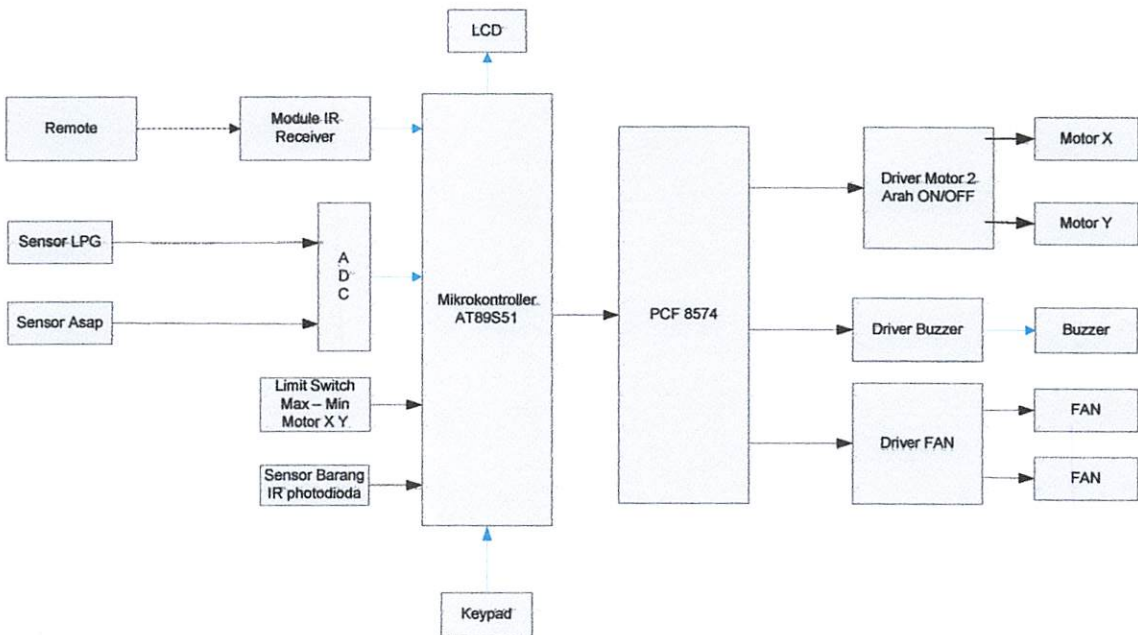 LCD
Remote
Module IR
Receiver
Sensor LPG
Sensor Asap
A
D
C
Limit Switch
Max – Min
Motor X Y
Sensor Barang
IR photodioda
Mikrokontroller
AT89S51
Keypad
PCF 8574
Driver Motor 2
Arah ON/OFF
Motor X
Motor Y
Driver Buzzer
Buzzer
Driver FAN
FAN
FAN